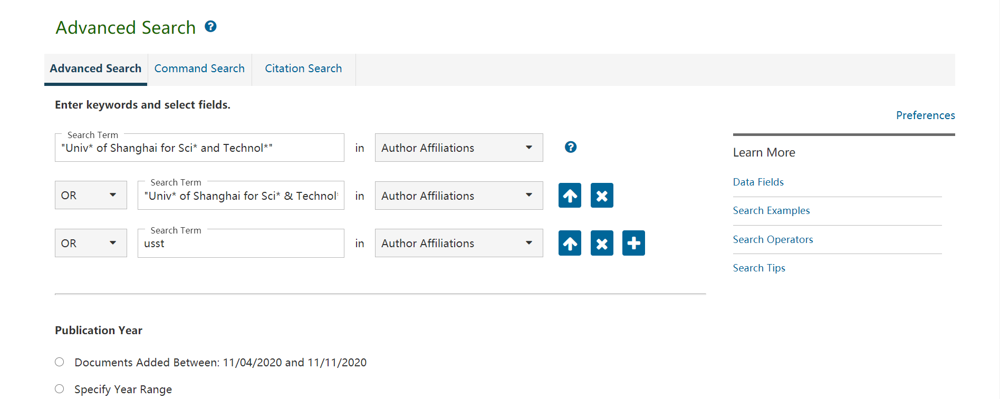 Advanced Search
Advanced Search Command Search Citation Search
Enter keywords and select fields.
Preferences
Search Term
"Univ* of Shanghai for Sci* and Technol*" in Author Affiliations
Learn More
Search Term
OR "Univ* of Shanghai for Sci* & Technol* in Author Affiliations
Data Fields
Search Examples
Search Term
OR usst in Author Affiliations
Search Operators
Search Tips
Publication Year
Documents Added Between: 11/04/2020 and 11/11/2020
Specify Year Range